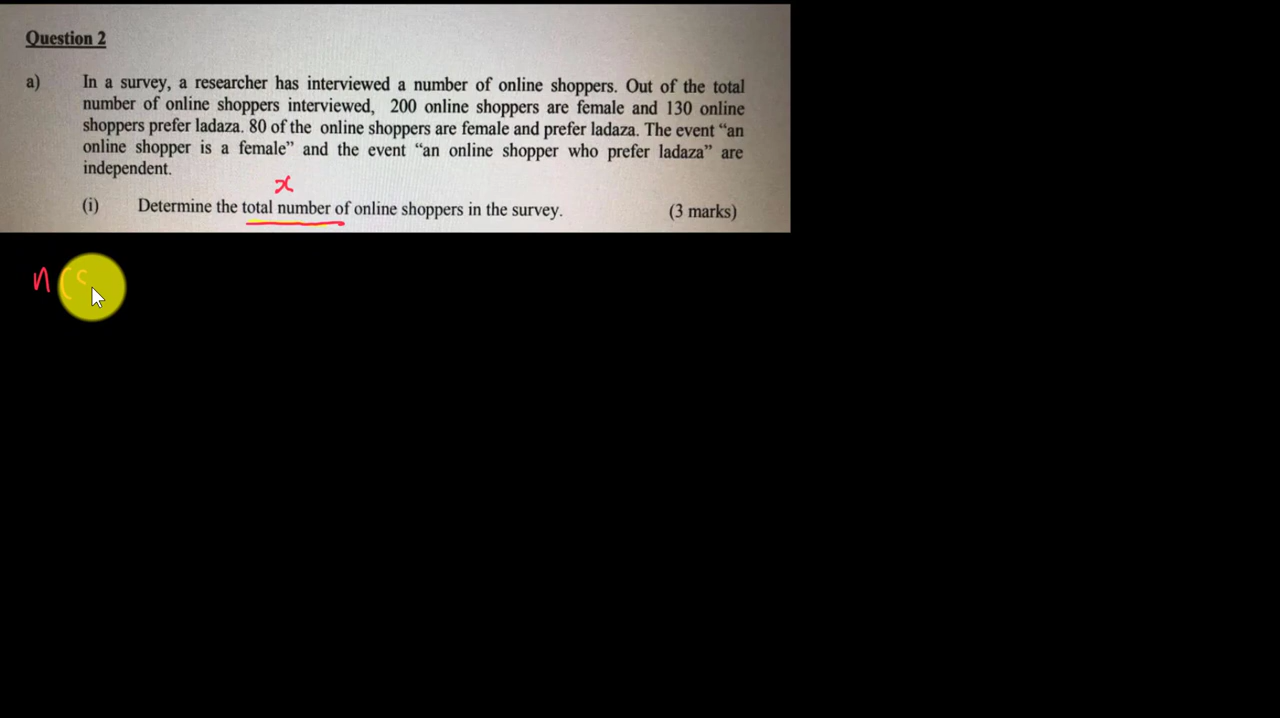 Question 2
a) In a survey, a researcher has interviewed a number of online shoppers. Out of the total
number of online shoppers interviewed, 200 online shoppers are female and 130 online
shoppers prefer ladaza. 80 of the online shoppers are female and prefer ladaza. The event “an
online shopper is a female” and the event “an online shopper who prefer ladaza” are
independent.
x
(i) Determine the total number of online shoppers in the survey. (3 marks)
n (S